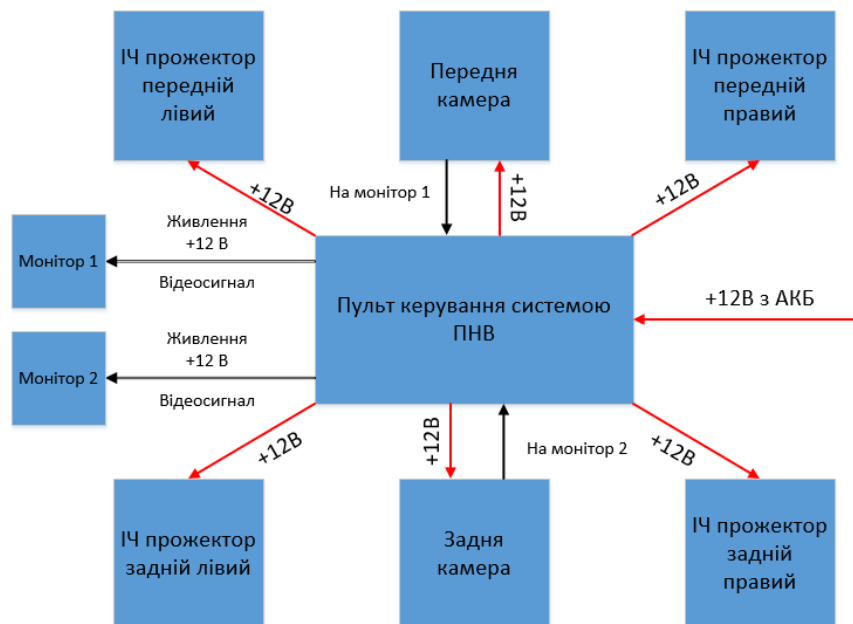 ІЧ прожектор
передній
лівий
Передня
камера
ІЧ прожектор
передній
правий
+12В
На монітор 1
+12В
+12В
Монітор 1
Живлення
+12 В
Відеосигнал
Пульт керування системою
ПНВ
+12В з АКБ
Монітор 2
Живлення
+12 В
Відеосигнал
+12В
+12В
На монітор 2
+12В
ІЧ прожектор
задній лівий
Задня
камера
ІЧ прожектор
задній
правий